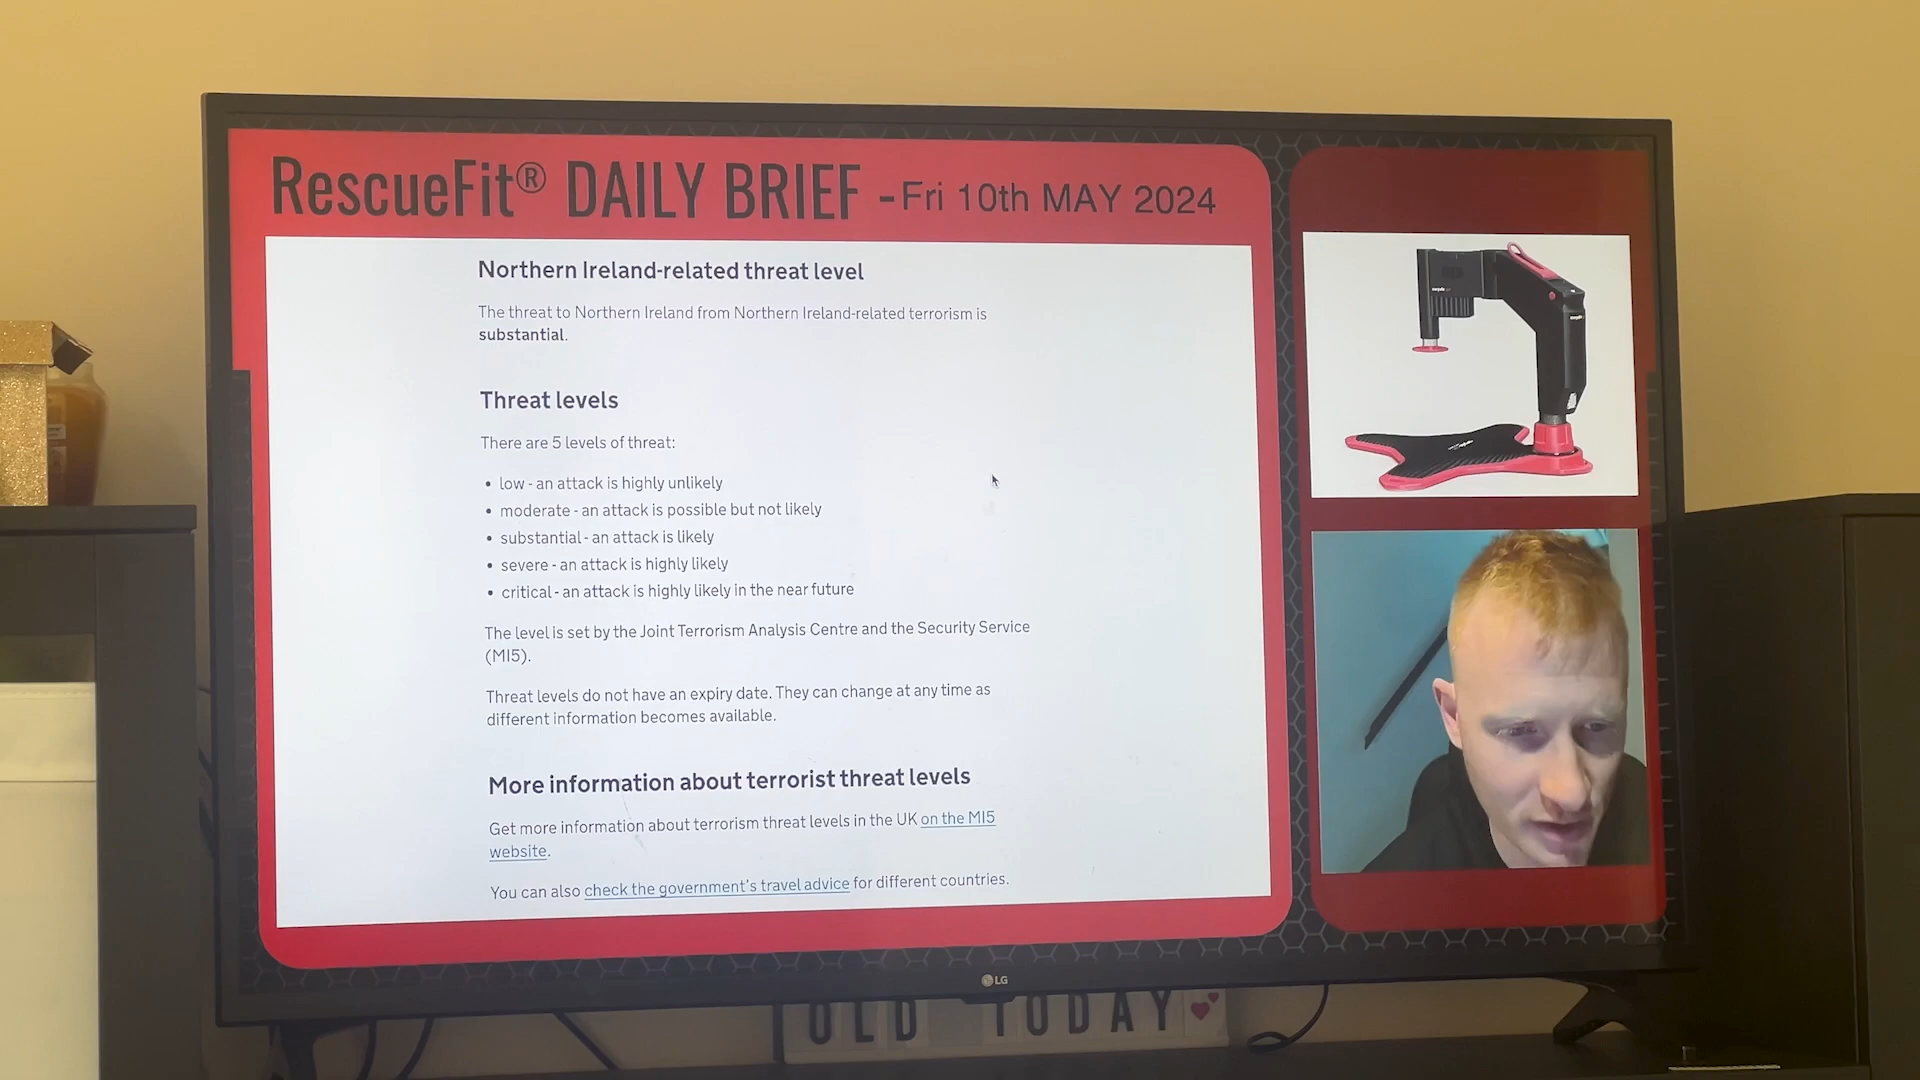 RescueFit® DAILY BRIEF - Fri 10th MAY 2024
Northern Ireland-related threat level
The threat to Northern Ireland from Northern Ireland-related terrorism is
substantial.
Threat levels
There are 5 levels of threat:
• low - an attack is highly unlikely
• moderate - an attack is possible but not likely
• substantial - an attack is likely
• severe - an attack is highly likely
• critical - an attack is highly likely in the near future
The level is set by the Joint Terrorism Analysis Centre and the Security Service
(MI5).
Threat levels do not have an expiry date. They can change at any time as
different information becomes available.
More information about terrorist threat levels
Get more information about terrorism threat levels in the UK on the MI5
website.
You can also check the government's travel advice for different countries.
LG
OLD TODAY